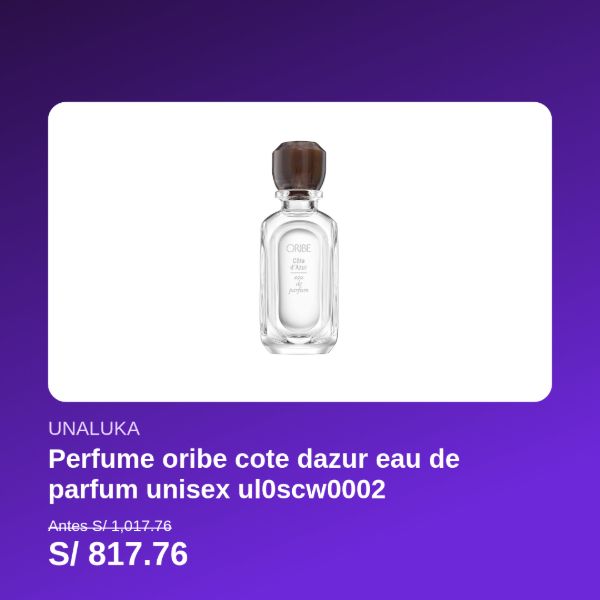 ORIBE
Côte
d'Azur
eau
de
parfum
UNALUKA
Perfume oribe cote dazur eau de
parfum unisex ul0scw0002
Antes S/ 1,017.76
S/ 817.76